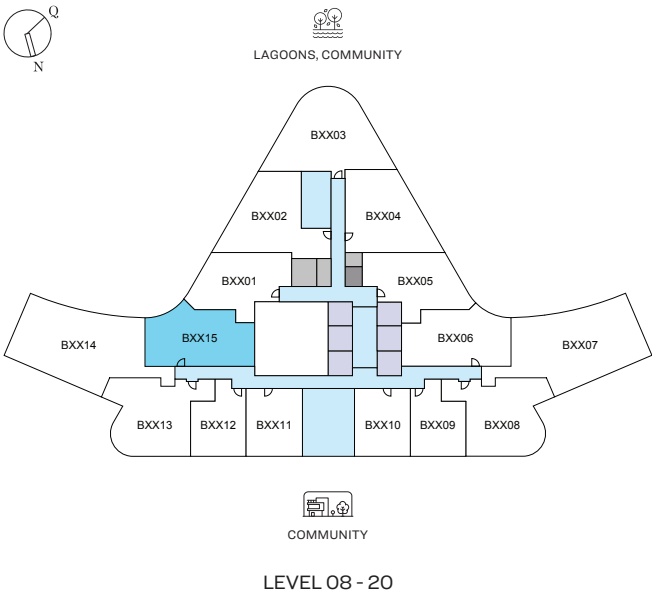 Q
N
LAGOONS, COMMUNITY
BXX03
BXX02
BXX04
BXX01
BXX05
BXX15
BXX06
BXX14
BXX07
BXX13
BXX12
BXX11
BXX10
BXX09
BXX08
COMMUNITY
LEVEL 08 - 20